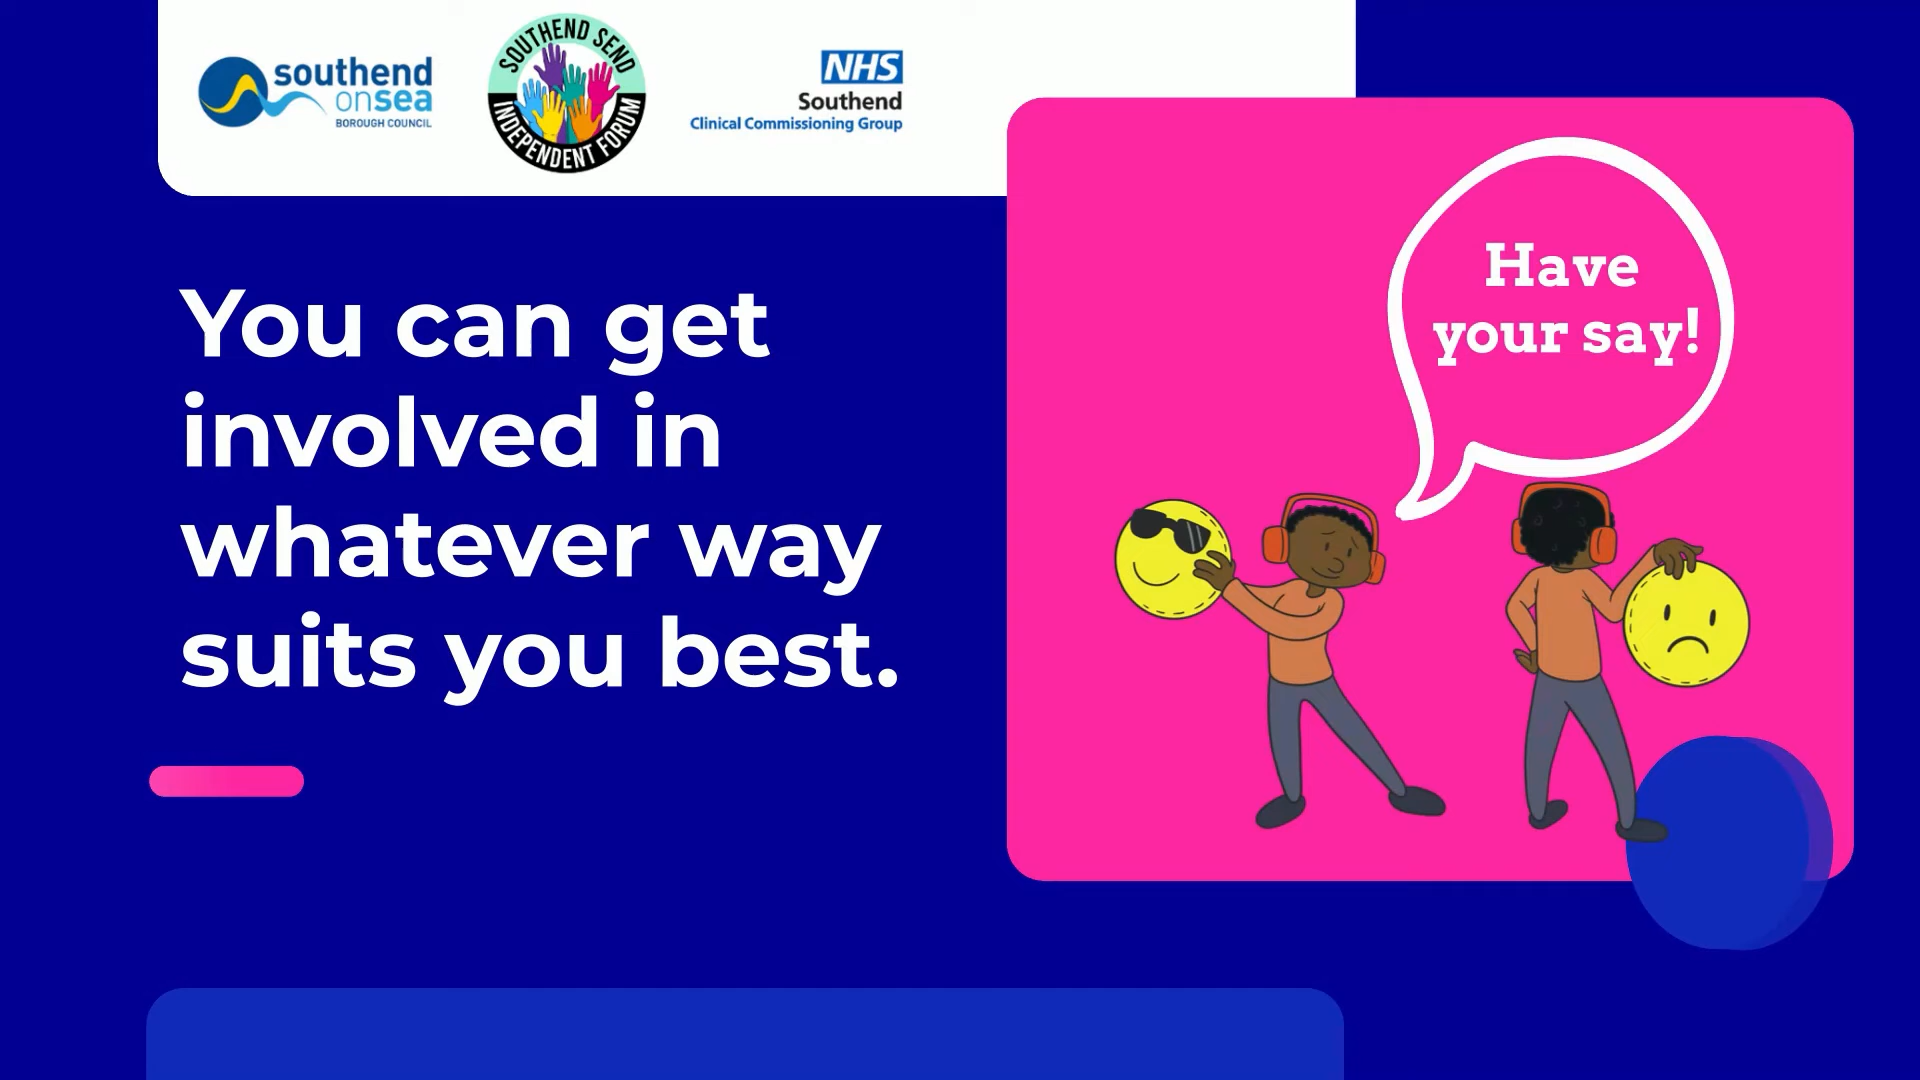 southend
onsea
BOROUGH COUNCIL
SOUTHEND SEND
INDEPENDENT FORUM
NHS
Southend
Clinical Commissioning Group
You can get
involved in
whatever way
suits you best.
Have
your say!